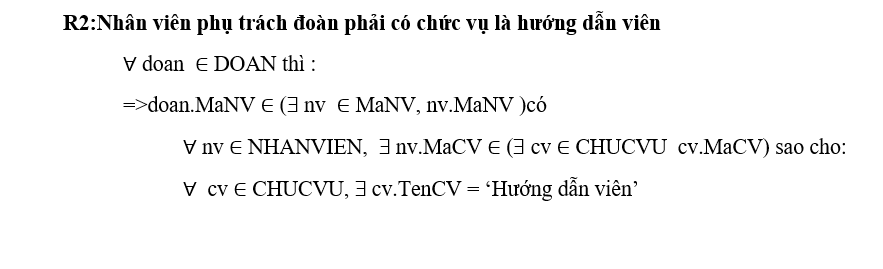 R2:Nhân viên phụ trách đoàn phải có chức vụ là hướng dẫn viên
∀ doan ∈ DOAN thì :
=>doan.MaNV ∈ (∃ nv ∈ MaNV, nv.MaNV )có
∀ nv ∈ NHANVIEN, ∃ nv.MaCV ∈ (∃ cv ∈ CHUCVU cv.MaCV) sao cho:
∀ cv ∈ CHUCVU, ∃ cv.TenCV = ‘Hướng dẫn viên’